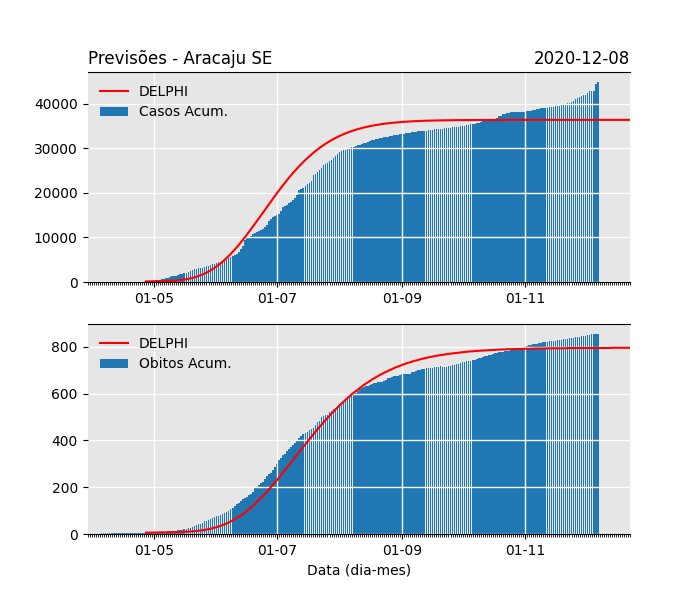 Previsões - Aracaju SE 2020-12-08
DELPHI
Casos Acum.
40000
30000
20000
10000
0
01-05 01-07 01-09 01-11
DELPHI
Obitos Acum.
800
600
400
200
0
01-05 01-07 01-09 01-11
Data (dia-mes)